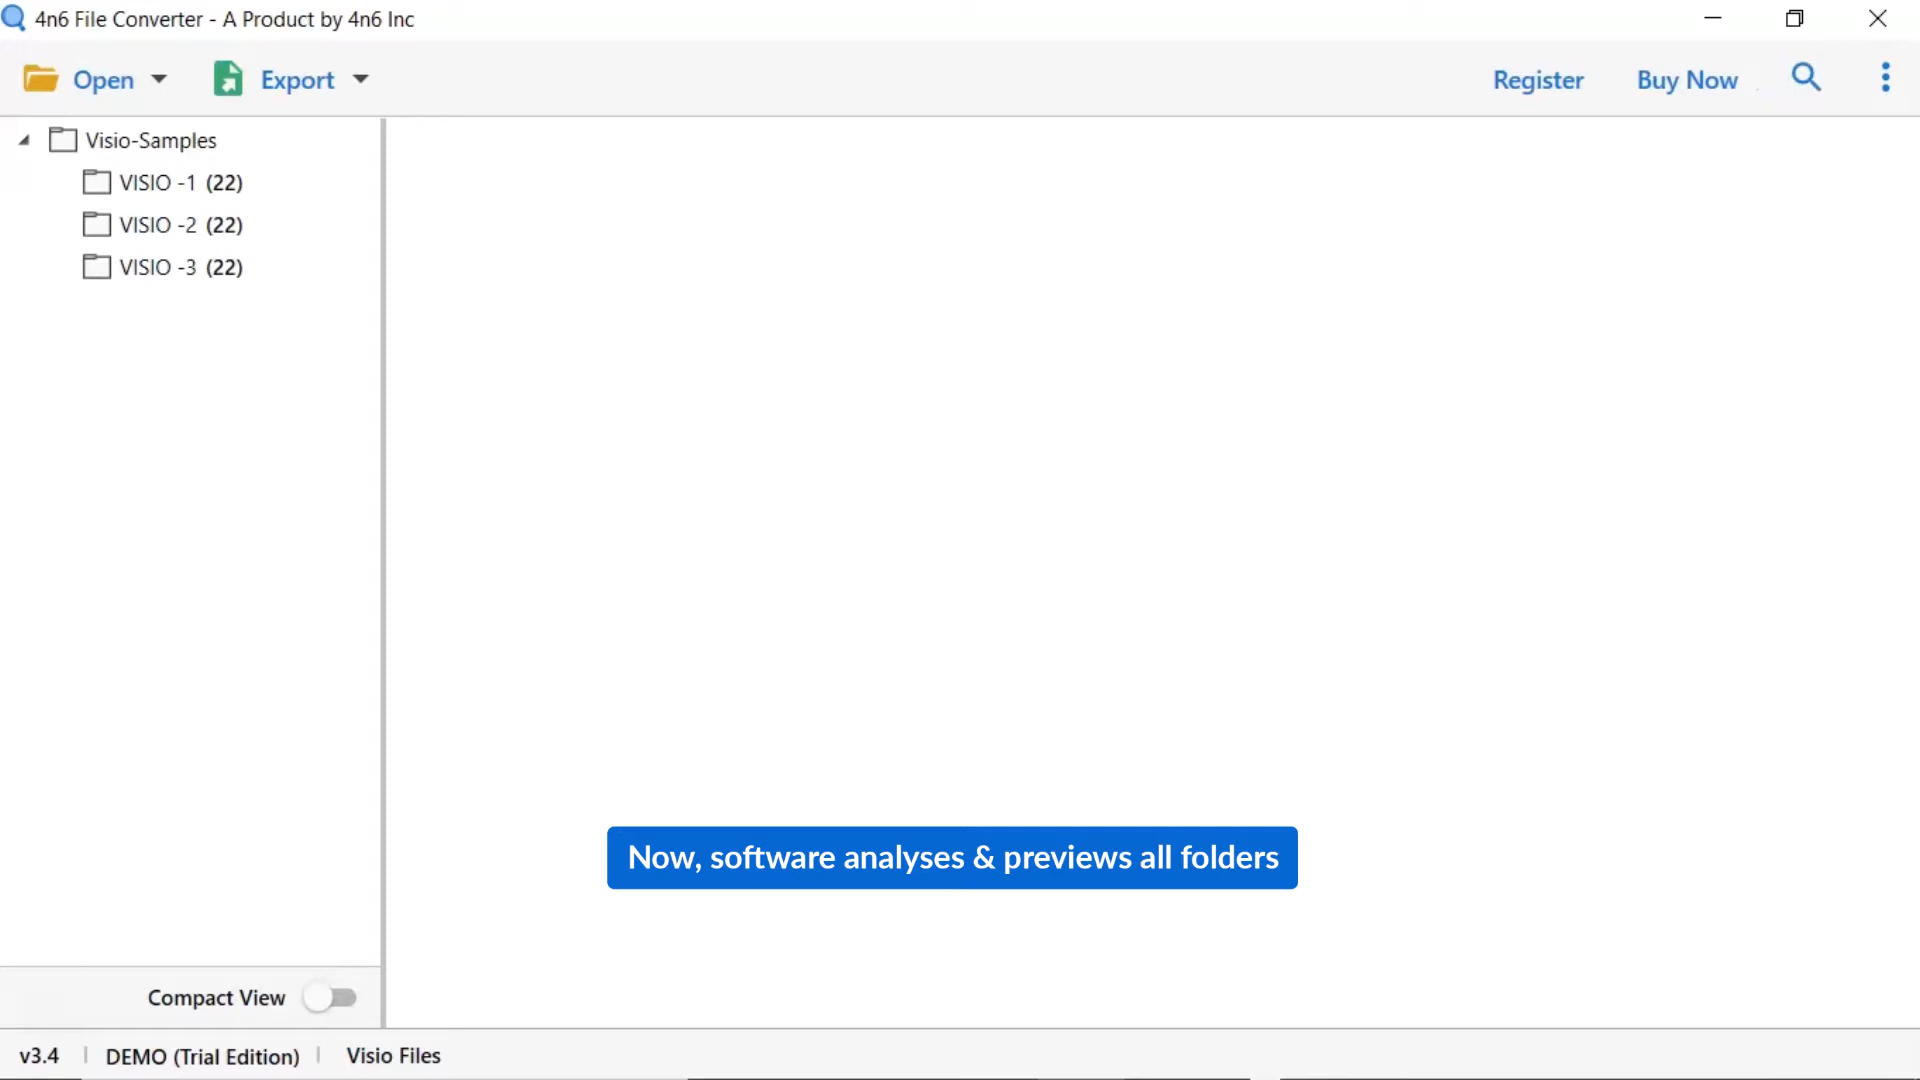 4n6 File Converter - A Product by 4n6 Inc
Open Export Register Buy Now
Visio-Samples
VISIO -1 (22)
VISIO -2 (22)
VISIO -3 (22)
Now, software analyses & previews all folders
Compact View
v3.4 DEMO (Trial Edition) Visio Files